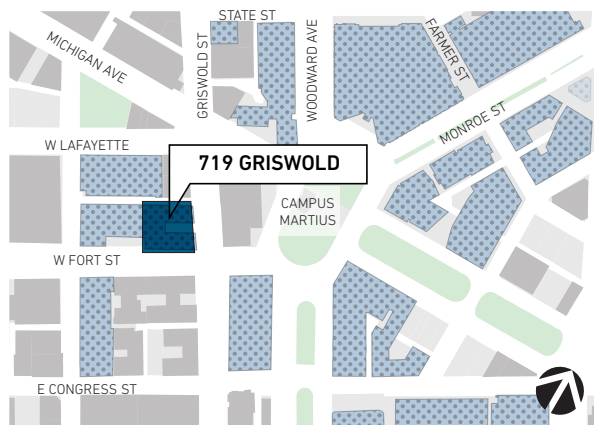 STATE ST
MICHIGAN AVE
GRISWOLD ST
WOODWARD AVE
FARMER ST
MONROE ST
W LAFAYETTE
719 GRISWOLD
CAMPUS
MARTIUS
W FORT ST
E CONGRESS ST